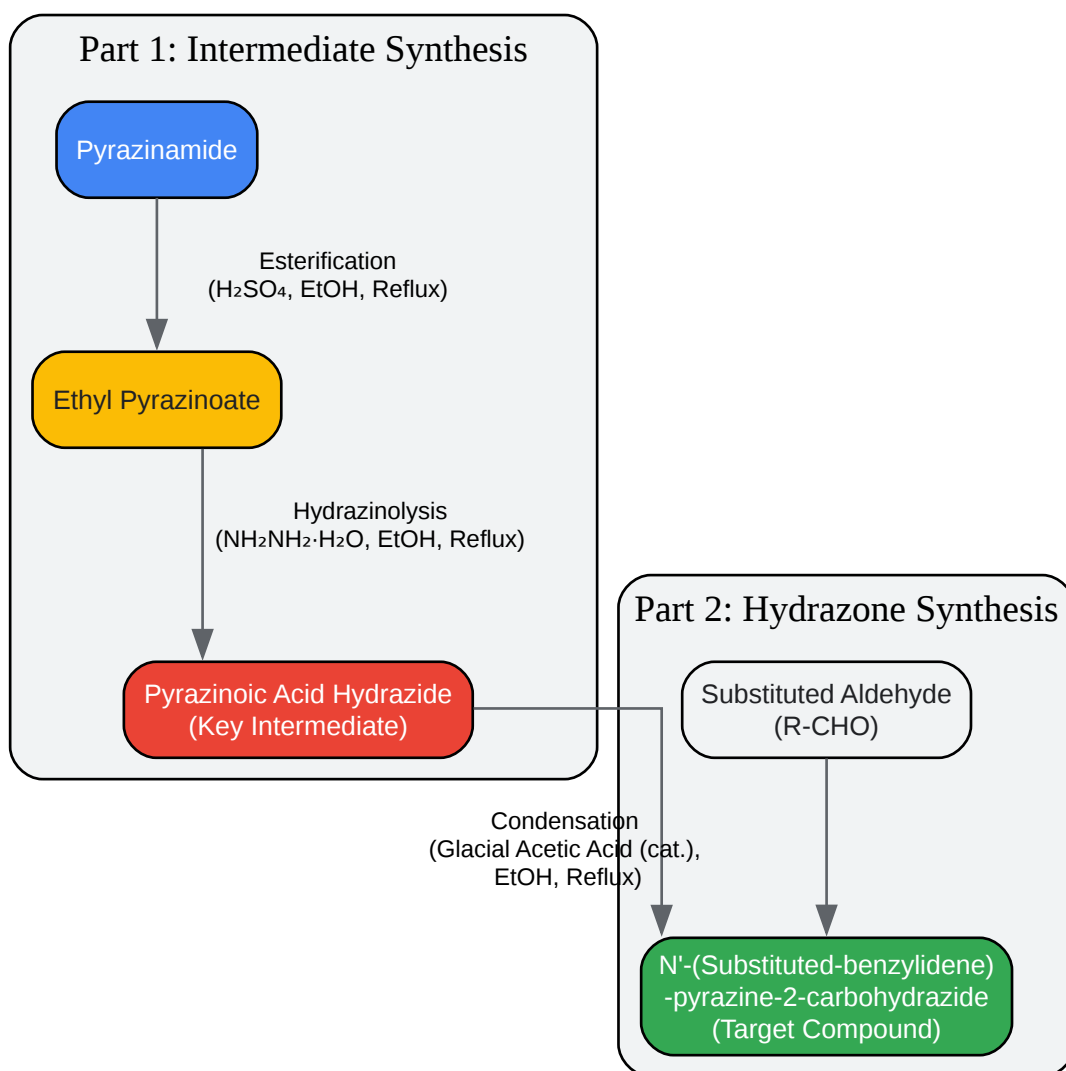 Part 1: Intermediate Synthesis
Pyrazinamide
Esterification
(H₂SO₄, EtOH, Reflux)
Ethyl Pyrazinoate
Hydrazinolysis
(NH₂NH₂·H₂O, EtOH, Reflux)
Pyrazinoic Acid Hydrazide
(Key Intermediate)
Part 2: Hydrazone Synthesis
Substituted Aldehyde
(R-CHO)
Condensation
(Glacial Acetic Acid (cat.),
EtOH, Reflux)
N'-(Substituted-benzylidene)
-pyrazine-2-carbohydrazide
(Target Compound)